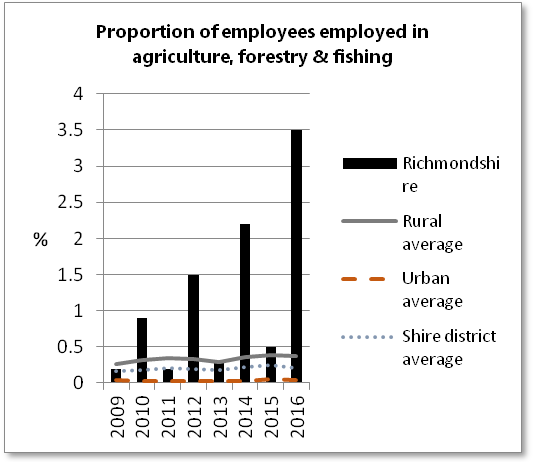 Proportion of employees employed in
agriculture, forestry & fishing
4
3.5
3
2.5
2
1.5
1
0.5
0
%
2009
2010
2011
2012
2013
2014
2015
2016
Richmondshi
re
Rural
average
Urban
average
Shire district
average